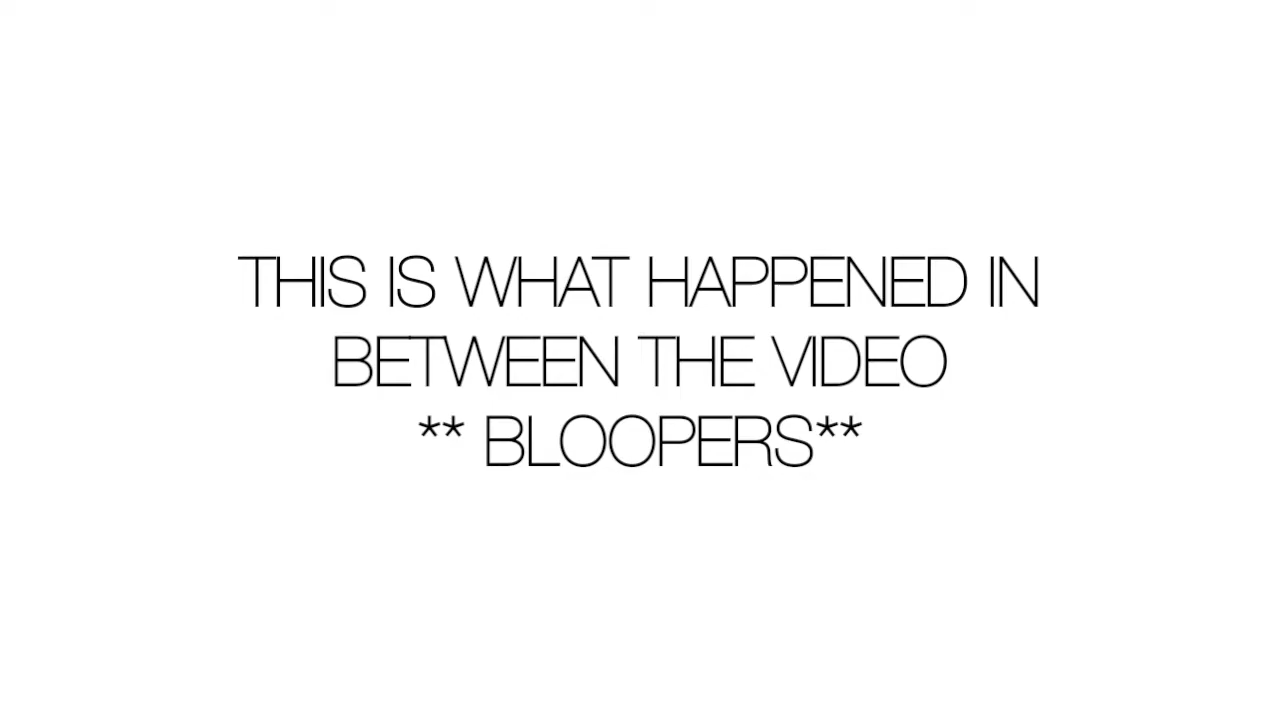 THIS IS WHAT HAPPENED IN
BETWEEN THE VIDEO
** BLOOPERS**